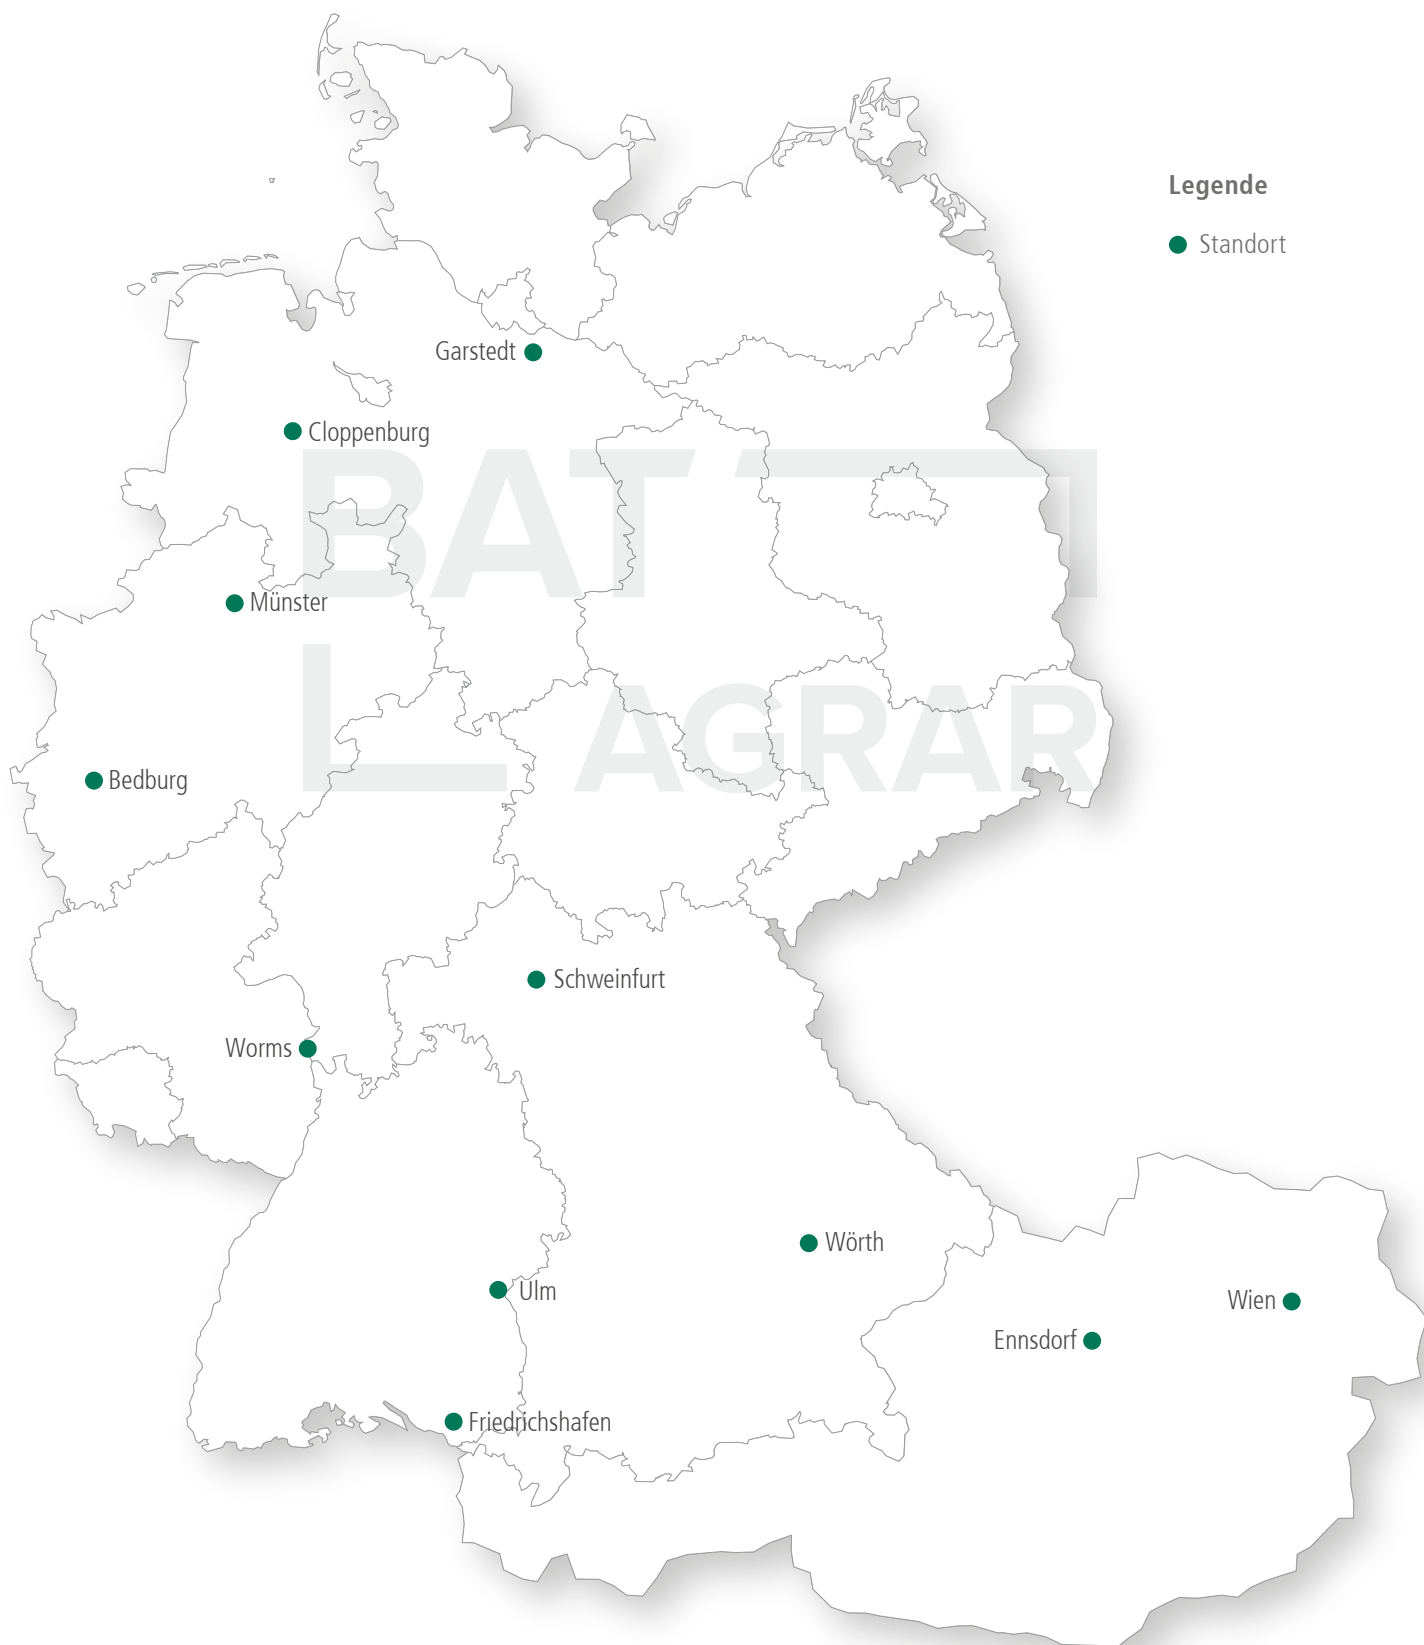 Legende
Standort
Garstedt
Cloppenburg
BAT
Münster
AGRAR
Bedburg
Schweinfurt
Worms
Wörth
Ulm
Wien
Ennsdorf
Friedrichshafen